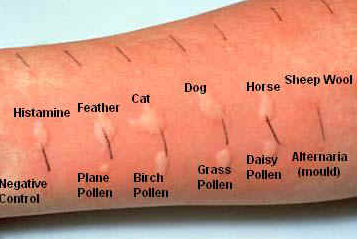 Histamine Feather Cat Dog Horse Sheep Wool
Negative Control
Plane Pollen
Birch Pollen
Grass Pollen
Daisy Pollen
Alternaria (mould)